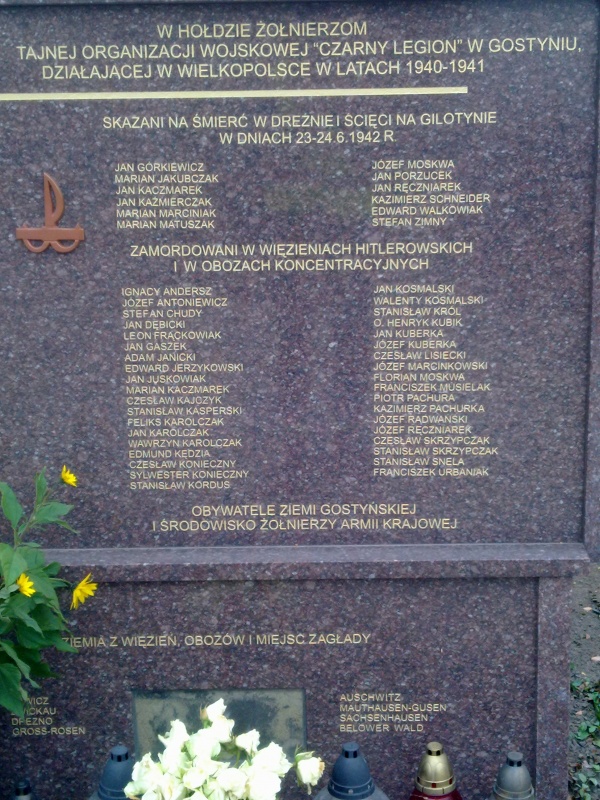 W HOŁDZIE ŻOŁNIERZOM
TAJNEJ ORGANIZACJI WOJSKOWEJ "CZARNY LEGION" W GOSTYNIU,
DZIAŁAJACEJ W WIELKOPOLSCE W LATACH 1940-1941
SKAZANI NA ŚMIERĆ W DREŹNIE I ŚCIĘCI NA GILOTYNIE
W DNIACH 23-24.6.1942 R.
JAN GÓRKIEWICZ
MARIAN JAKUBCZAK
JAN KACZMAREK
JAN KAŹMIERCZAK
MARIAN MARCINIAK
MARIAN MATUSZAK
JÓZEF MOSKWA
JAN PORZUCEK
JAN RĘCZNIAREK
KAZIMIERZ SCHNEIDER
EDWARD WALKOWIAK
STEFAN ZIMNY
ZAMORDOWANI W WIĘZIENIACH HITLEROWSKICH
I W OBOZACH KONCENTRACYJNYCH
IGNACY ANDERSZ
JÓZEF ANTONIEWICZ
STEFAN CHUDY
JAN DĘBICKI
LEON FRĄCKOWIAK
JAN GASZEK
ADAM JANICKI
EDWARD JERZYKOWSKI
JAN JUSKOWIAK
MARIAN KACZMAREK
CZESŁAW KAJCZYK
STANISŁAW KASPERSKI
FELIKS KAROLCZAK
JAN KAROLCZAK
WAWRZYN KAROLCZAK
EDMUND KĘDZIA
CZESŁAW KONIECZNY
SYLWESTER KONIECZNY
STANISŁAW KORDUS
JAN KOSMALSKI
WALENTY KOSMALSKI
STANISŁAW KRÓL
O. HENRYK KUBIK
JAN KUBERKA
JÓZEF KUBERKA
CZESŁAW LISIECKI
JÓZEF MARCINKOWSKI
FLORIAN MOSKWA
FRANCISZEK MUSIELAK
PIOTR PACHURA
KAZIMIERZ PACHURKA
JÓZEF RADWAŃSKI
JÓZEF RĘCZNIAREK
CZESŁAW SKRZYPCZAK
STANISŁAW SKRZYPCZAK
STANISŁAW SNELA
FRANCISZEK URBANIAK
OBYWATELE ZIEMI GOSTYŃSKIEJ
I ŚRODOWISKO ŻOŁNIERZY ARMII KRAJOWEJ
ZIEMIA Z WIĘZIEŃ, OBOZÓW I MIEJSC ZAGŁADY
DREZNO
GROSS-ROSEN
AUSCHWITZ
MAUTHAUSEN-GUSEN
SACHSENHAUSEN
BELOWER WALD